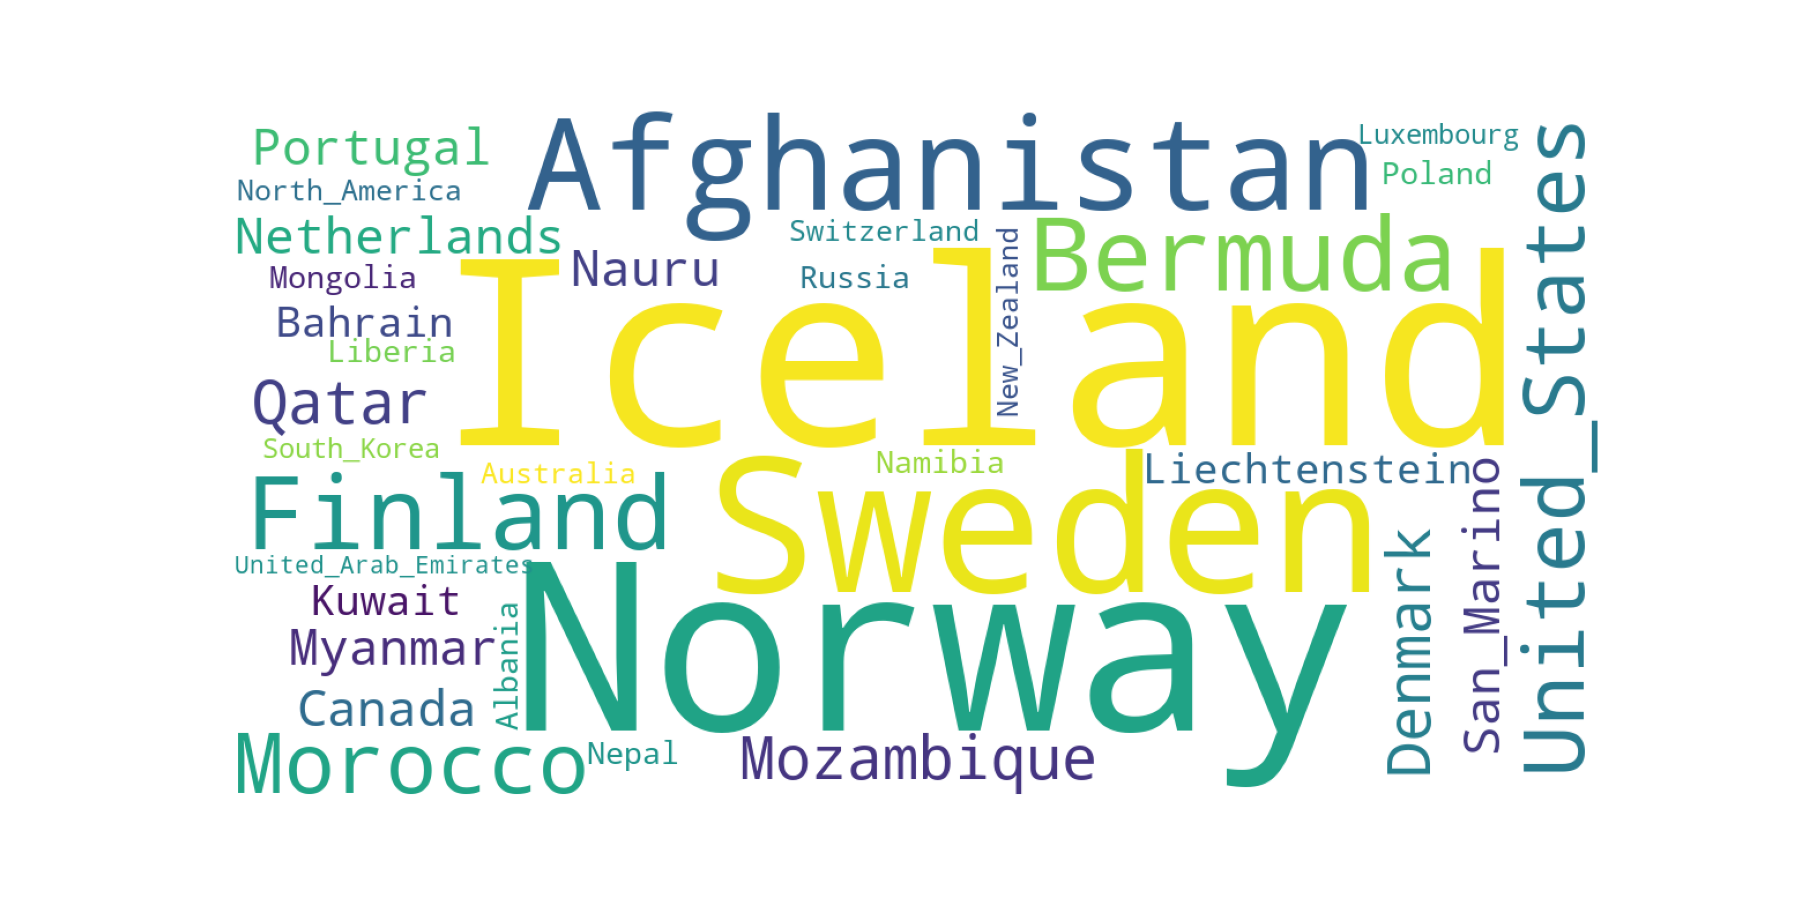 Afghanistan
Portugal
Luxembourg
Poland
North_America
Netherlands
Switzerland
Bermuda
Nauru
Russia
New_Zealand
Mongolia
Bahrain
Liberia
Iceland
United_States
Qatar
South_Korea
Australia
Namibia
Liechtenstein
Finland
Sweden
San_Marino
Denmark
United_Arab_Emirates
Kuwait
Myanmar
Albania
Norway
Canada
Morocco
Nepal
Mozambique